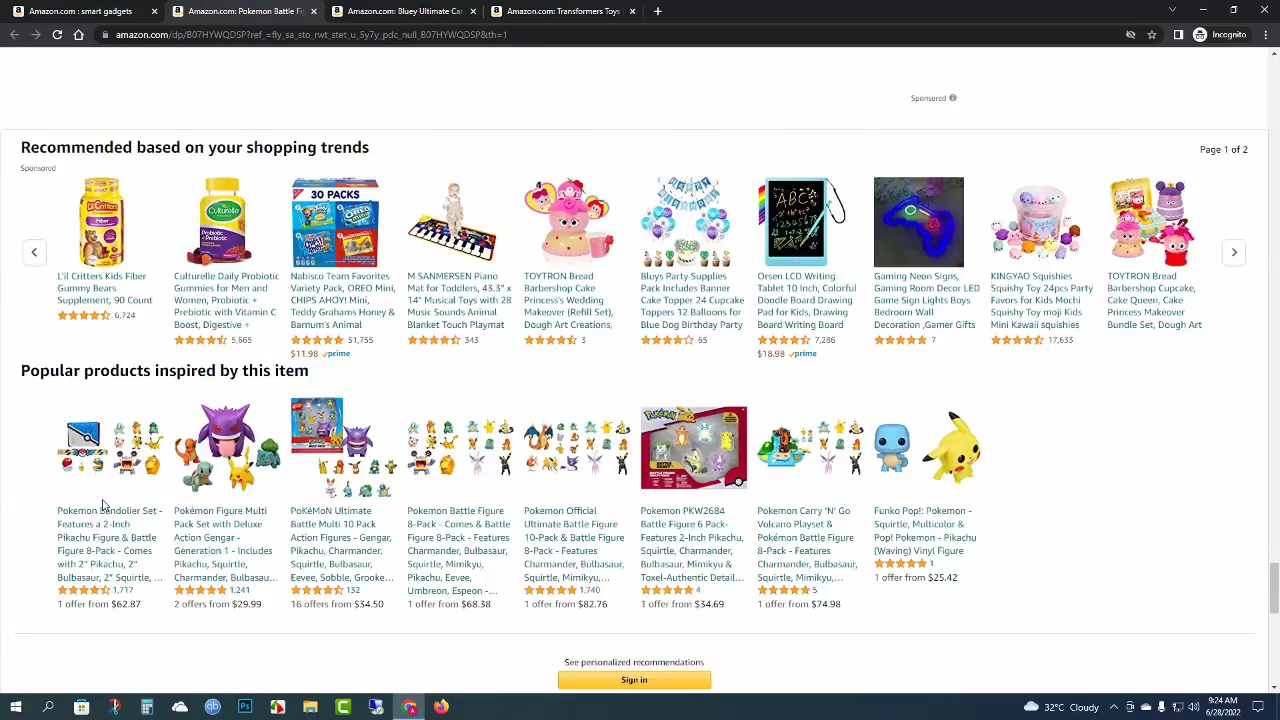 Amazon.com : smart gadgets
Amazon.com: Pokemon Battle Fig
Amazon.com: Bluey Ultimate Car
Amazon.com: Transformers Toys
amazon.com/dp/B07HYWQDSP?ref_=fly_sa_sto_rwt_stet_u_5y7y_pdc_null_B07HYWQDSP&th=1
Incognito
Sponsored
Recommended based on your shopping trends
Page 1 of 2
Sponsored
30 PACKS
ABC
L'il Critters Kids Fiber
Gummy Bears
Supplement, 90 Count
6,724
Culturelle Daily Probiotic
Gummies for Men and
Women, Probiotic +
Prebiotic with Vitamin C
Boost, Digestive +
5,665
Nabisco Team Favorites
Variety Pack, OREO Mini,
CHIPS AHOY! Mini,
Teddy Grahams Honey &
Barnum's Animal
51,755
$11.98 prime
M SANMERSEN Piano
Mat for Toddlers, 43.3" x
14" Musical Toys with 28
Music Sounds Animal
Blanket Touch Playmat
343
TOYTRON Bread
Barbershop Cake
Princess's Wedding
Makeover (Refill Set),
Dough Art Creations,
3
Bluys Party Supplies
Pack Includes Banner
Cake Topper 24 Cupcake
Toppers 12 Balloons for
Blue Dog Birthday Party
65
Orsen LCD Writing
Tablet 10 Inch, Colorful
Doodle Board Drawing
Pad for Kids, Drawing
Board Writing Board
7,286
$18.98 prime
Gaming Neon Signs,
Gaming Room Decor LED
Game Sign Lights Boys
Bedroom Wall
Decoration ,Gamer Gifts
7
KINGYAO Squishies
Squishy Toy 24pcs Party
Favors for Kids Mochi
Squishy Toy moji Kids
Mini Kawaii squishies
17,633
TOYTRON Bread
Barbershop Cupcake,
Cake Queen, Cake
Princess Makeover
Bundle Set, Dough Art
Popular products inspired by this item
Pokemon Bandolier Set -
Features a 2-Inch
Pikachu Figure & Battle
Figure 8-Pack - Comes
with 2" Pikachu, 2"
Bulbasaur, 2" Squirtle, ...
1,717
1 offer from $62.87
Pokémon Figure Multi
Pack Set with Deluxe
Action Gengar -
Generation 1 - Includes
Pikachu, Squirtle,
Charmander, Bulbasau...
1,241
2 offers from $29.99
PoKéMoN Ultimate
Battle Multi 10 Pack
Action Figures - Gengar,
Pikachu, Charmander,
Squirtle, Bulbasaur,
Eevee, Sobble, Grooke...
132
16 offers from $34.50
Pokemon Battle Figure
8-Pack - Comes & Battle
Figure 8-Pack - Features
Charmander, Bulbasaur,
Squirtle, Mimikyu,
Pikachu, Eevee,
Umbreon, Espeon -...
1 offer from $68.38
Pokemon Official
Ultimate Battle Figure
10-Pack & Battle Figure
8-Pack - Features
Charmander, Bulbasaur,
Squirtle, Mimikyu,...
1,740
1 offer from $82.76
Pokemon PKW2684
Battle Figure 6 Pack-
Features 2-Inch Pikachu,
Squirtle, Charmander,
Bulbasaur, Mimikyu &
Toxel-Authentic Detail...
4
1 offer from $34.69
Pokemon Carry 'N' Go
Volcano Playset &
Pokémon Battle Figure
8-Pack - Features
Charmander, Bulbasaur,
Squirtle, Mimikyu,...
5
1 offer from $74.98
Funko Pop!: Pokemon -
Squirtle, Multicolor &
Pop! Pokemon - Pikachu
(Waving) Vinyl Figure
1
1 offer from $25.42
See personalized recommendations
Sign in
32°C Cloudy
9:24 AM
6/28/2022